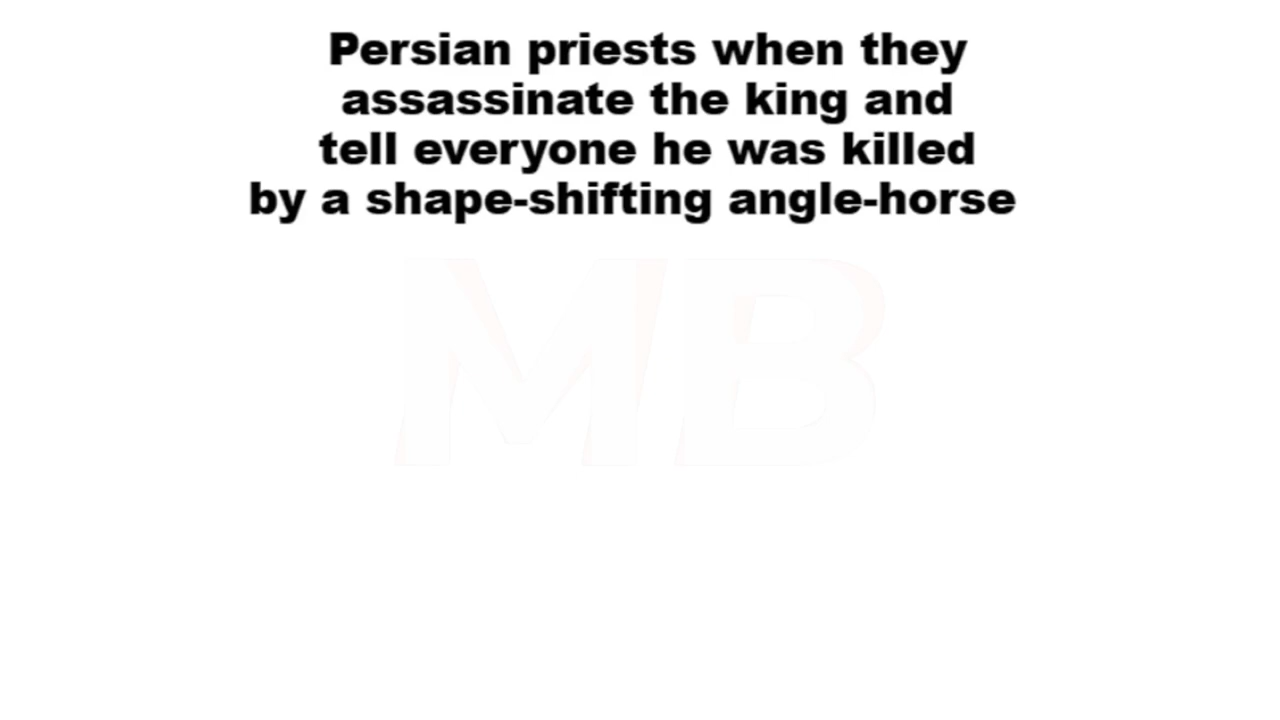 Persian priests when they
assassinate the king and
tell everyone he was killed
by a shape-shifting angle-horse
MB